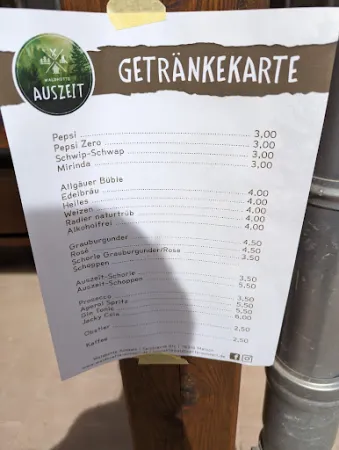 WALDHÜTTE
AUSZEIT
GETRÄNKEKARTE
Pepsi 3,00
Pepsi Zero 3,00
Schwip-Schwap 3,00
Mirinda 3,00
Allgäuer Büble
Edelbräu 4,00
Helles 4,00
Weizen 4,00
Radler naturtrüb 4,00
Alkoholfrei 4,00
Grauburgunder 4,50
Rosé 4,50
Schorle Grauburgunder/Rosé 3,50
Schoppen
Auszeit-Schorle 3,50
Auszeit-Schoppen 5,50
Prosecco 3,50
Aperol Spritz 5,50
Gin Tonic 5,50
Jacky Cola 6,00
Obstler 2,50
Kaffee 2,50